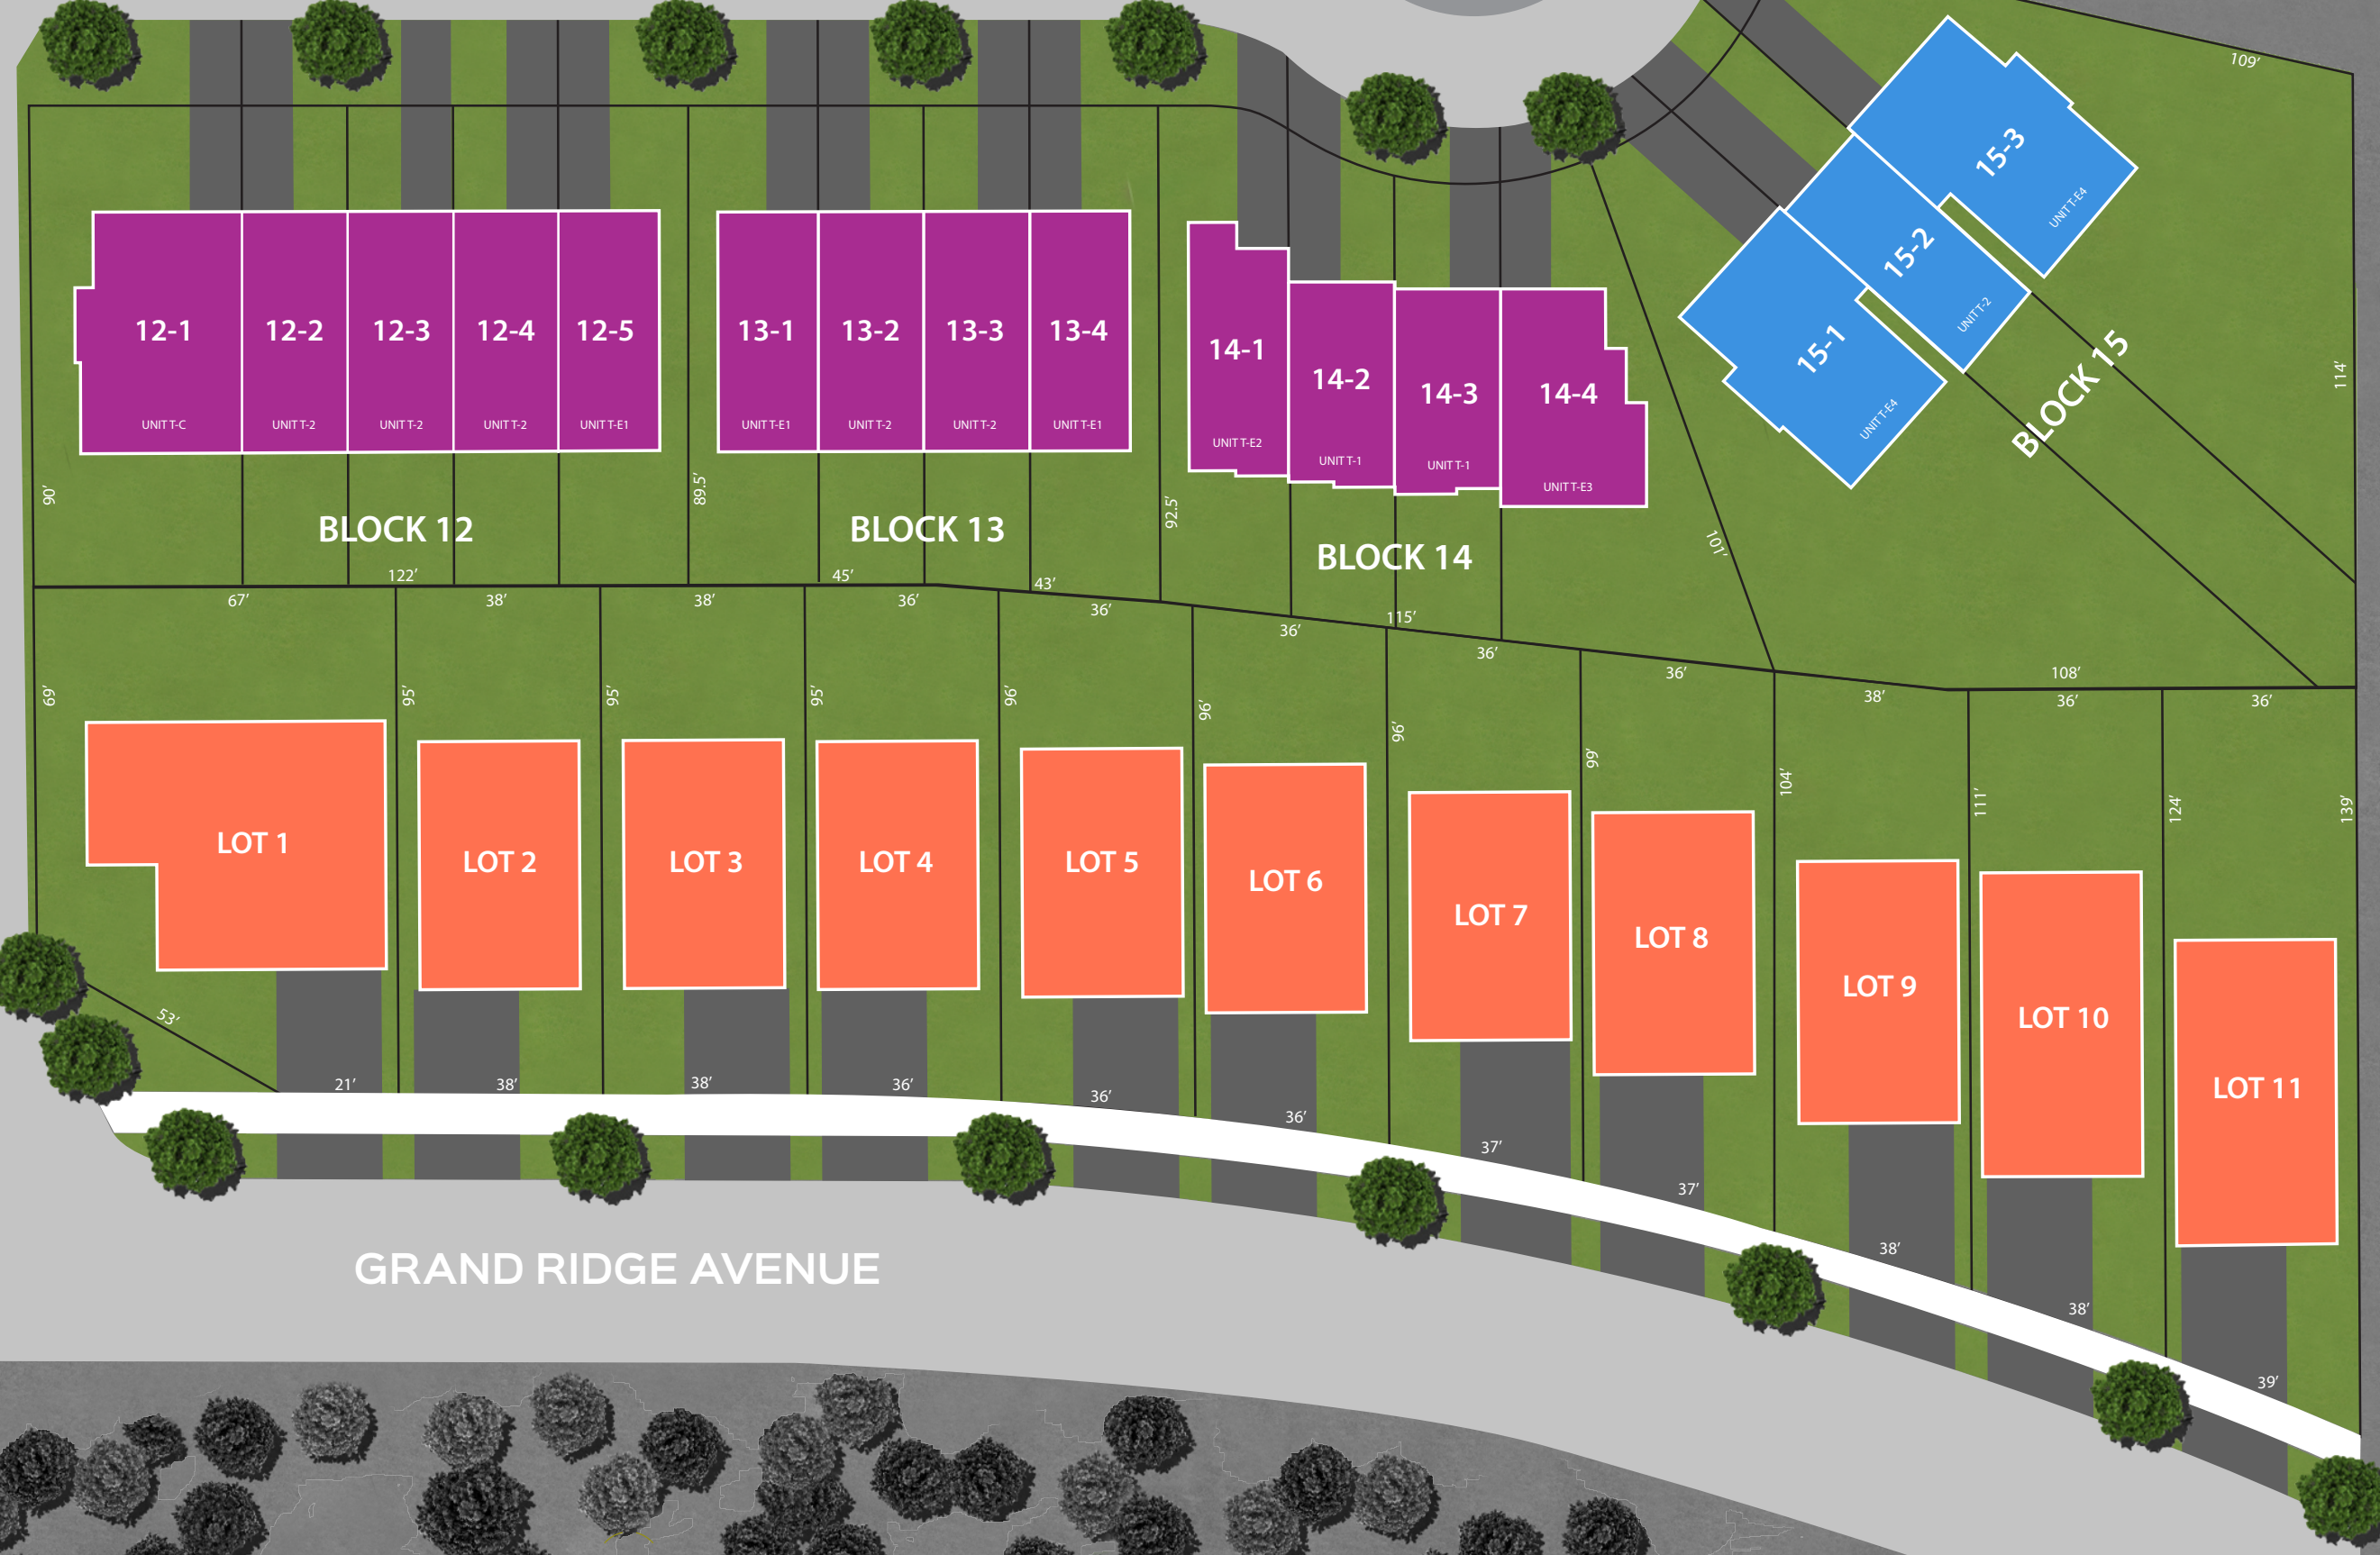 109'
15-3
UNIT T-E4
15-2
UNIT T-2
15-1
UNIT T-E4
BLOCK 15
114'
12-1
UNIT T-C
12-2
UNIT T-2
12-3
UNIT T-2
12-4
UNIT T-2
12-5
UNIT T-E1
13-1
UNIT T-E1
13-2
UNIT T-2
13-3
UNIT T-2
13-4
UNIT T-E1
14-1
UNIT T-E2
14-2
UNIT T-1
14-3
UNIT T-1
14-4
UNIT T-E3
90'
BLOCK 12
89.5'
BLOCK 13
92.5'
BLOCK 14
101'
122'
45'
43'
115'
108'
67'
38'
38'
36'
36'
36'
36'
36'
38'
36'
36'
69'
95'
95'
95'
96'
96'
96'
99'
104'
111'
124'
139'
LOT 1
LOT 2
LOT 3
LOT 4
LOT 5
LOT 6
LOT 7
LOT 8
LOT 9
LOT 10
LOT 11
53'
21'
38'
38'
36'
36'
36'
37'
37'
38'
38'
39'
GRAND RIDGE AVENUE